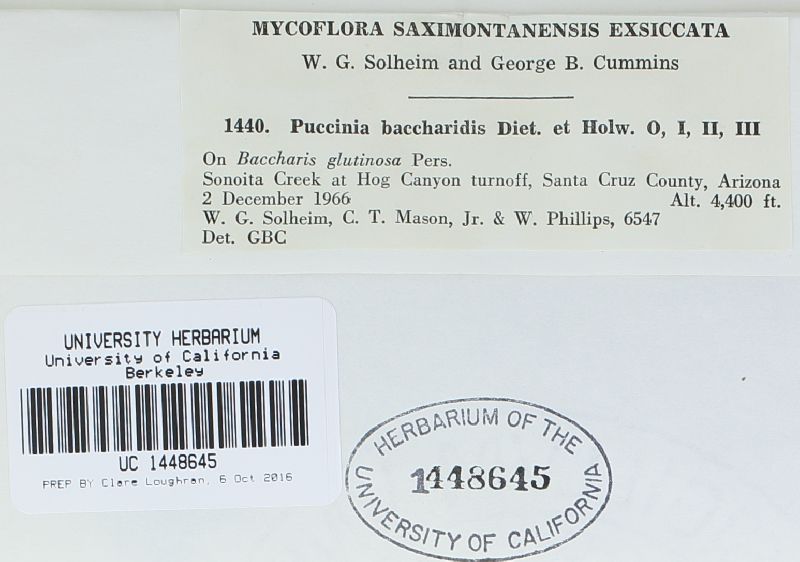 MYCOFLORA SAXIMONTANENSIS EXSICCATA
W. G. Solheim and George B. Cummins
1440. Puccinia baccharidis Diet. et Holw. O, I, II, III
On Baccharis glutinosa Pers.
Sonoita Creek at Hog Canyon turnoff, Santa Cruz County, Arizona
2 December 1966 Alt. 4,400 ft.
W. G. Solheim, C. T. Mason, Jr. & W. Phillips, 6547
Det. GBC
UNIVERSITY HERBARIUM
University of California
Berkeley
UC 1448645
PREP BY Clare Loughran, 6 Oct 2016
HERBARIUM OF THE
1448645
UNIVERSITY OF CALIFORNIA